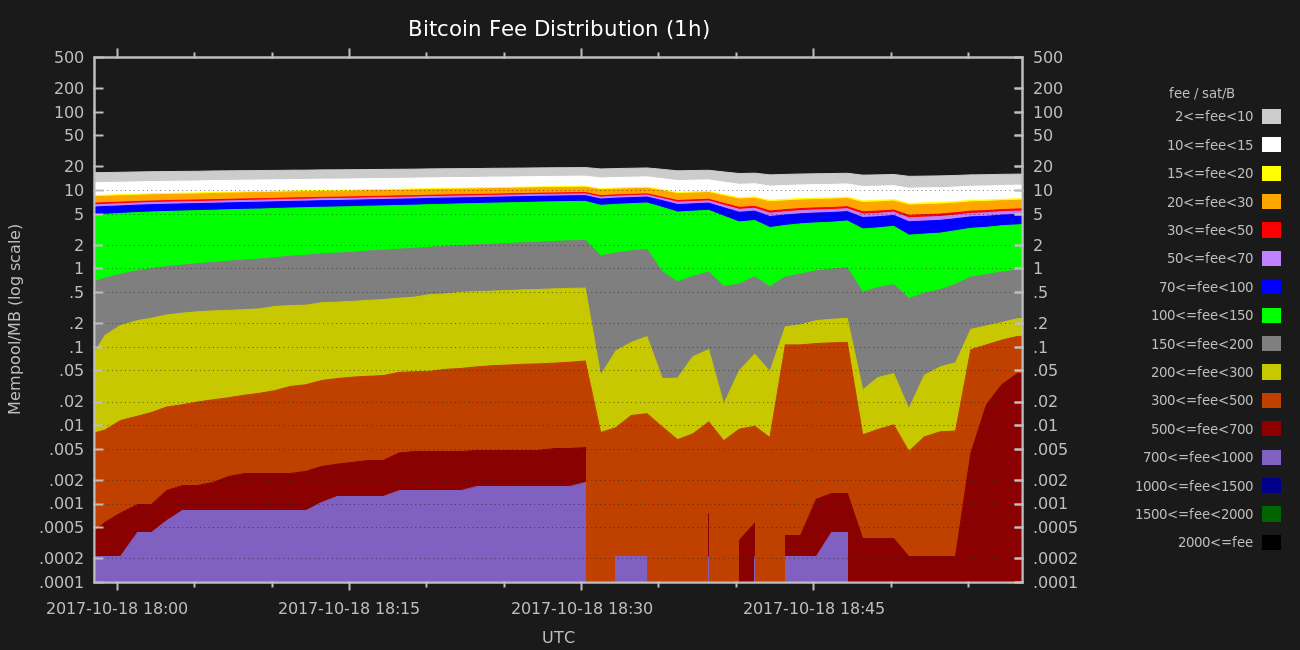 Bitcoin Fee Distribution (1h)
500
200
100
50
20
10
5
2
1
.5
.2
.1
.05
.02
.01
.005
.002
.001
.0005
.0002
.0001
Mempool/MB (log scale)
500
200
100
50
20
10
5
2
1
.5
.2
.1
.05
.02
.01
.005
.002
.001
.0005
.0002
.0001
2017-10-18 18:00 2017-10-18 18:15 2017-10-18 18:30 2017-10-18 18:45
UTC
fee / sat/B
2<=fee<10
10<=fee<15
15<=fee<20
20<=fee<30
30<=fee<50
50<=fee<70
70<=fee<100
100<=fee<150
150<=fee<200
200<=fee<300
300<=fee<500
500<=fee<700
700<=fee<1000
1000<=fee<1500
1500<=fee<2000
2000<=fee